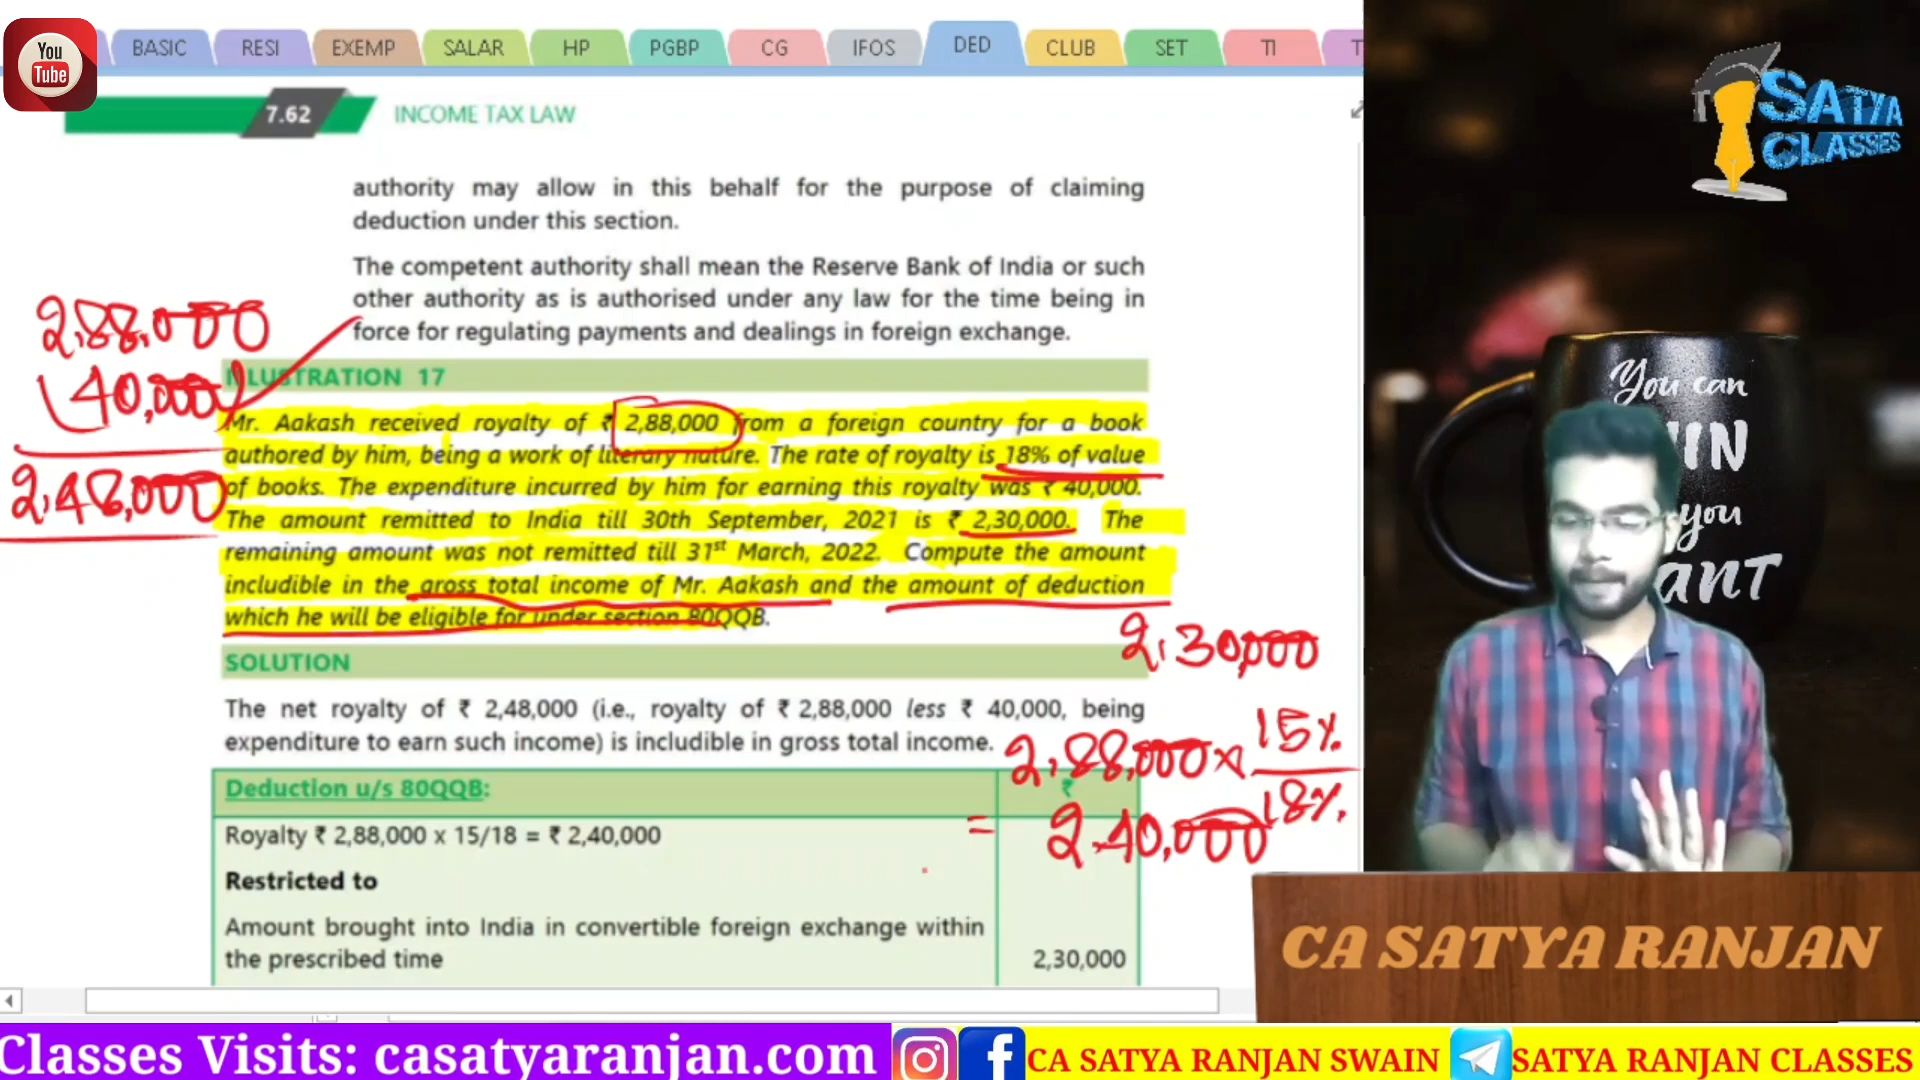 You
Tube
BASIC RESI EXEMP SALAR HP PGBP CG IFOS DED CLUB SET TI T
7.62 INCOME TAX LAW
SATYA
CLASSES
authority may allow in this behalf for the purpose of claiming
deduction under this section.
The competent authority shall mean the Reserve Bank of India or such
other authority as is authorised under any law for the time being in
force for regulating payments and dealings in foreign exchange.
2,88,000
(40,000)
2,48,000
ILLUSTRATION 17
Mr. Aakash received royalty of ₹ 2,88,000 from a foreign country for a book
authored by him, being a work of literary nature. The rate of royalty is 18% of value
of books. The expenditure incurred by him for earning this royalty was ₹ 40,000.
The amount remitted to India till 30th September, 2021 is ₹ 2,30,000. The
remaining amount was not remitted till 31st March, 2022. Compute the amount
includible in the gross total income of Mr. Aakash and the amount of deduction
which he will be eligible for under section 80QQB.
2,30,000
SOLUTION
The net royalty of ₹ 2,48,000 (i.e., royalty of ₹ 2,88,000 less ₹ 40,000, being
expenditure to earn such income) is includible in gross total income.
2,88,000 × 15%
18%
= 2,40,000
Deduction u/s 80QQB: ₹
Royalty ₹ 2,88,000 x 15/18 = ₹ 2,40,000
Restricted to
Amount brought into India in convertible foreign exchange within
the prescribed time 2,30,000
You can
WIN
you
ANT
CA SATYA RANJAN
Classes Visits: casatyaranjan.com
CA SATYA RANJAN SWAIN
SATYA RANJAN CLASSES